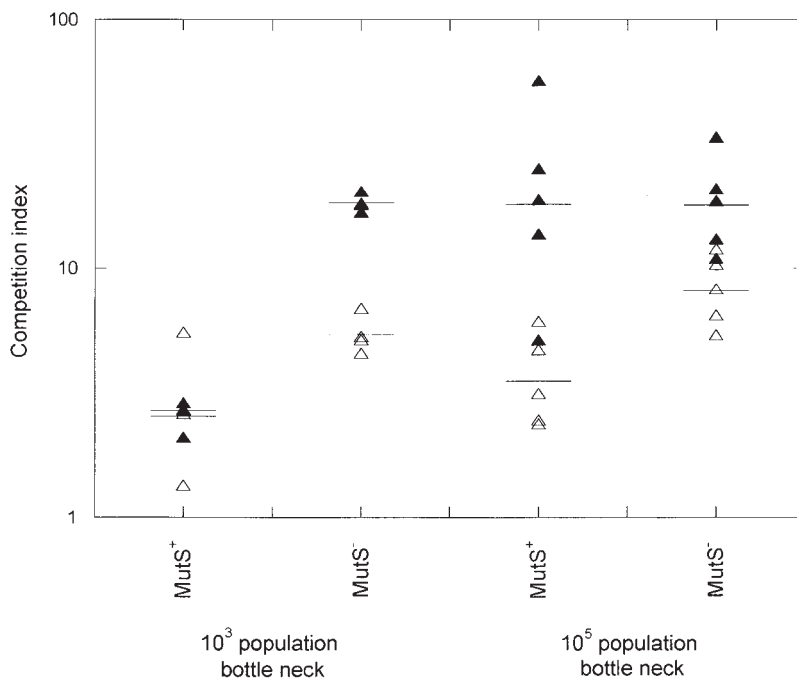 100
10
1
Competition index
MutS⁺
MutS⁻
MutS⁺
MutS⁻
10³ population
bottle neck
10⁵ population
bottle neck